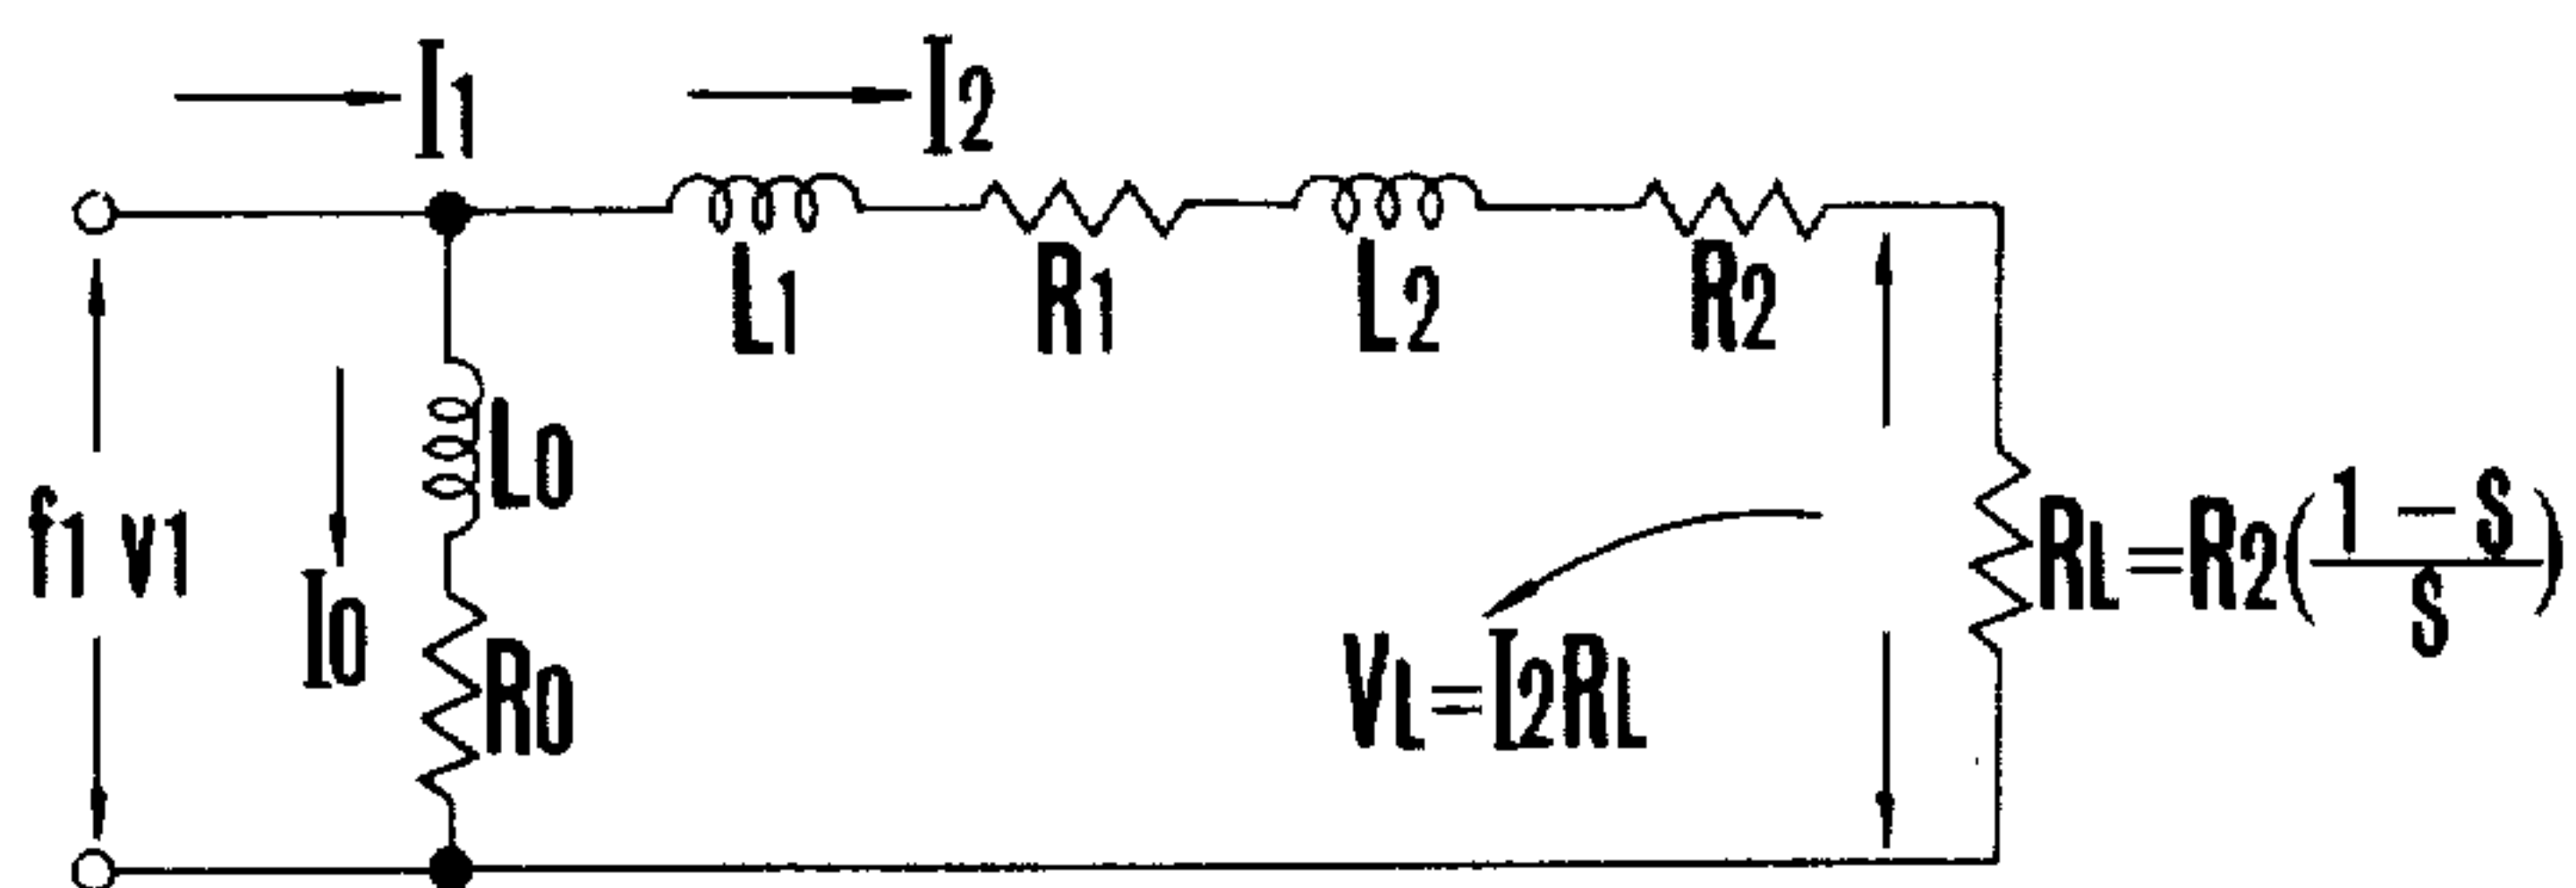 I1
I2
L1
R1
L2
R2
L0
f1 v1
I0
R0
VL=I2RL
RL=R2(1-S/S)